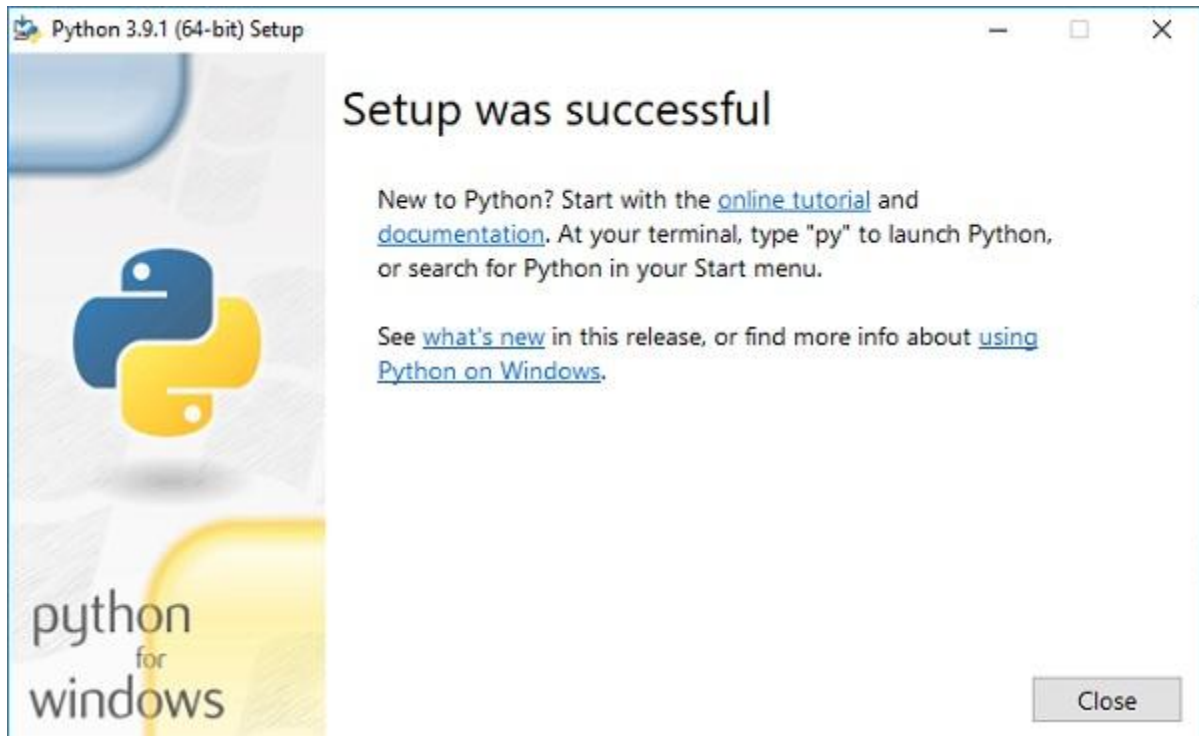 Python 3.9.1 (64-bit) Setup
Setup was successful
New to Python? Start with the online tutorial and
documentation. At your terminal, type "py" to launch Python,
or search for Python in your Start menu.
See what's new in this release, or find more info about using
Python on Windows.
python
for
windows
Close